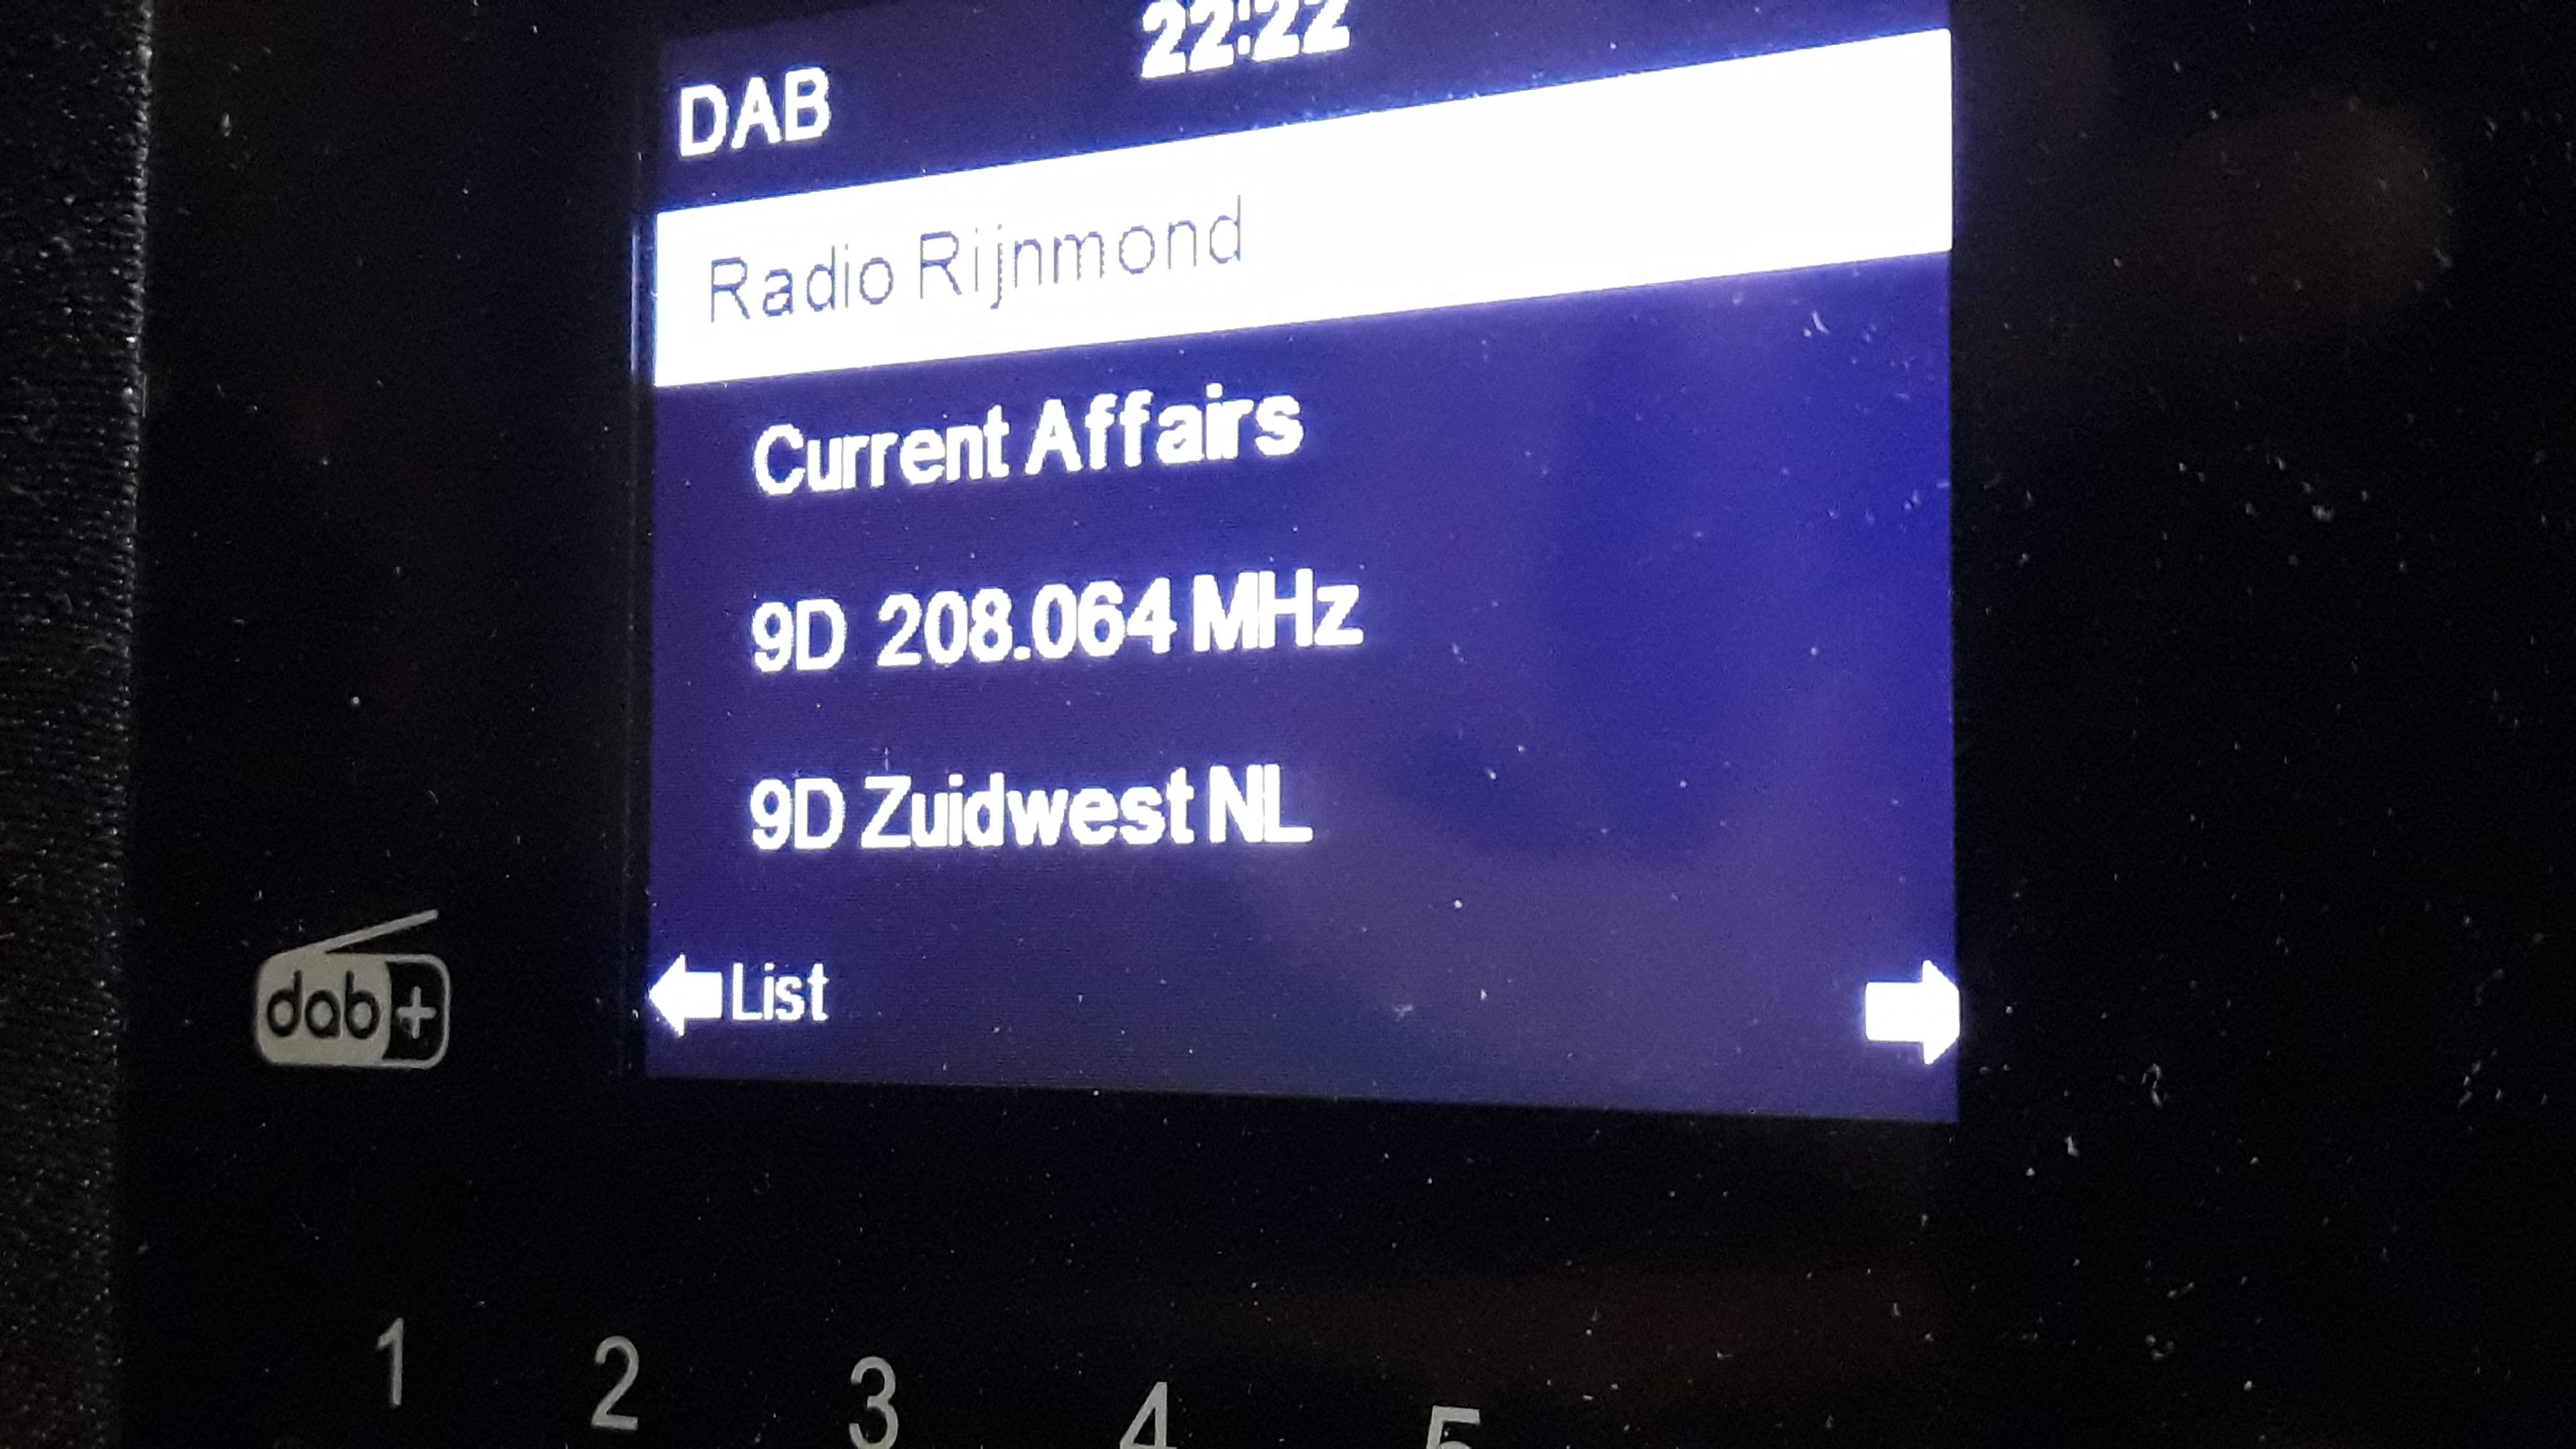 22:22
DAB
Radio Rijnmond
Current Affairs
9D 208.064 MHz
9D Zuidwest NL
List
dab+
1 2 3 4 5